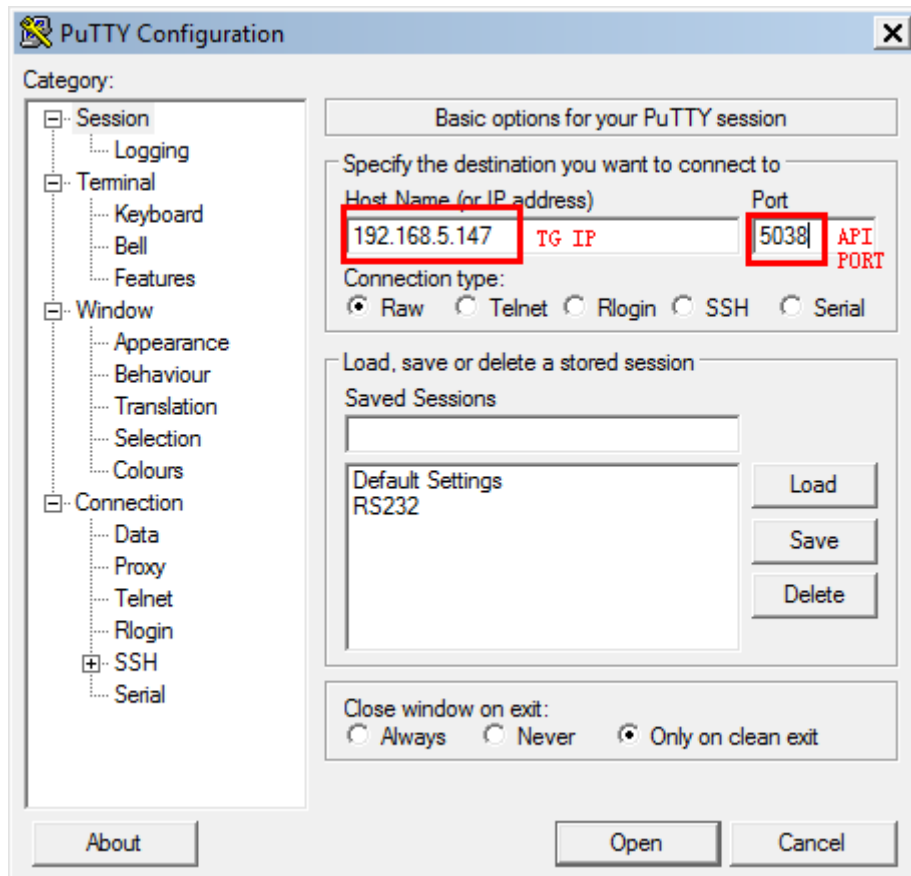 PuTTY Configuration
Category:
Session
Logging
Terminal
Keyboard
Bell
Features
Window
Appearance
Behaviour
Translation
Selection
Colours
Connection
Data
Proxy
Telnet
Rlogin
SSH
Serial
Basic options for your PuTTY session
Specify the destination you want to connect to
Host Name (or IP address) Port
192.168.5.147 TG IP 5038 API PORT
Connection type:
Raw Telnet Rlogin SSH Serial
Load, save or delete a stored session
Saved Sessions
Default Settings
RS232
Load
Save
Delete
Close window on exit:
Always Never Only on clean exit
About Open Cancel